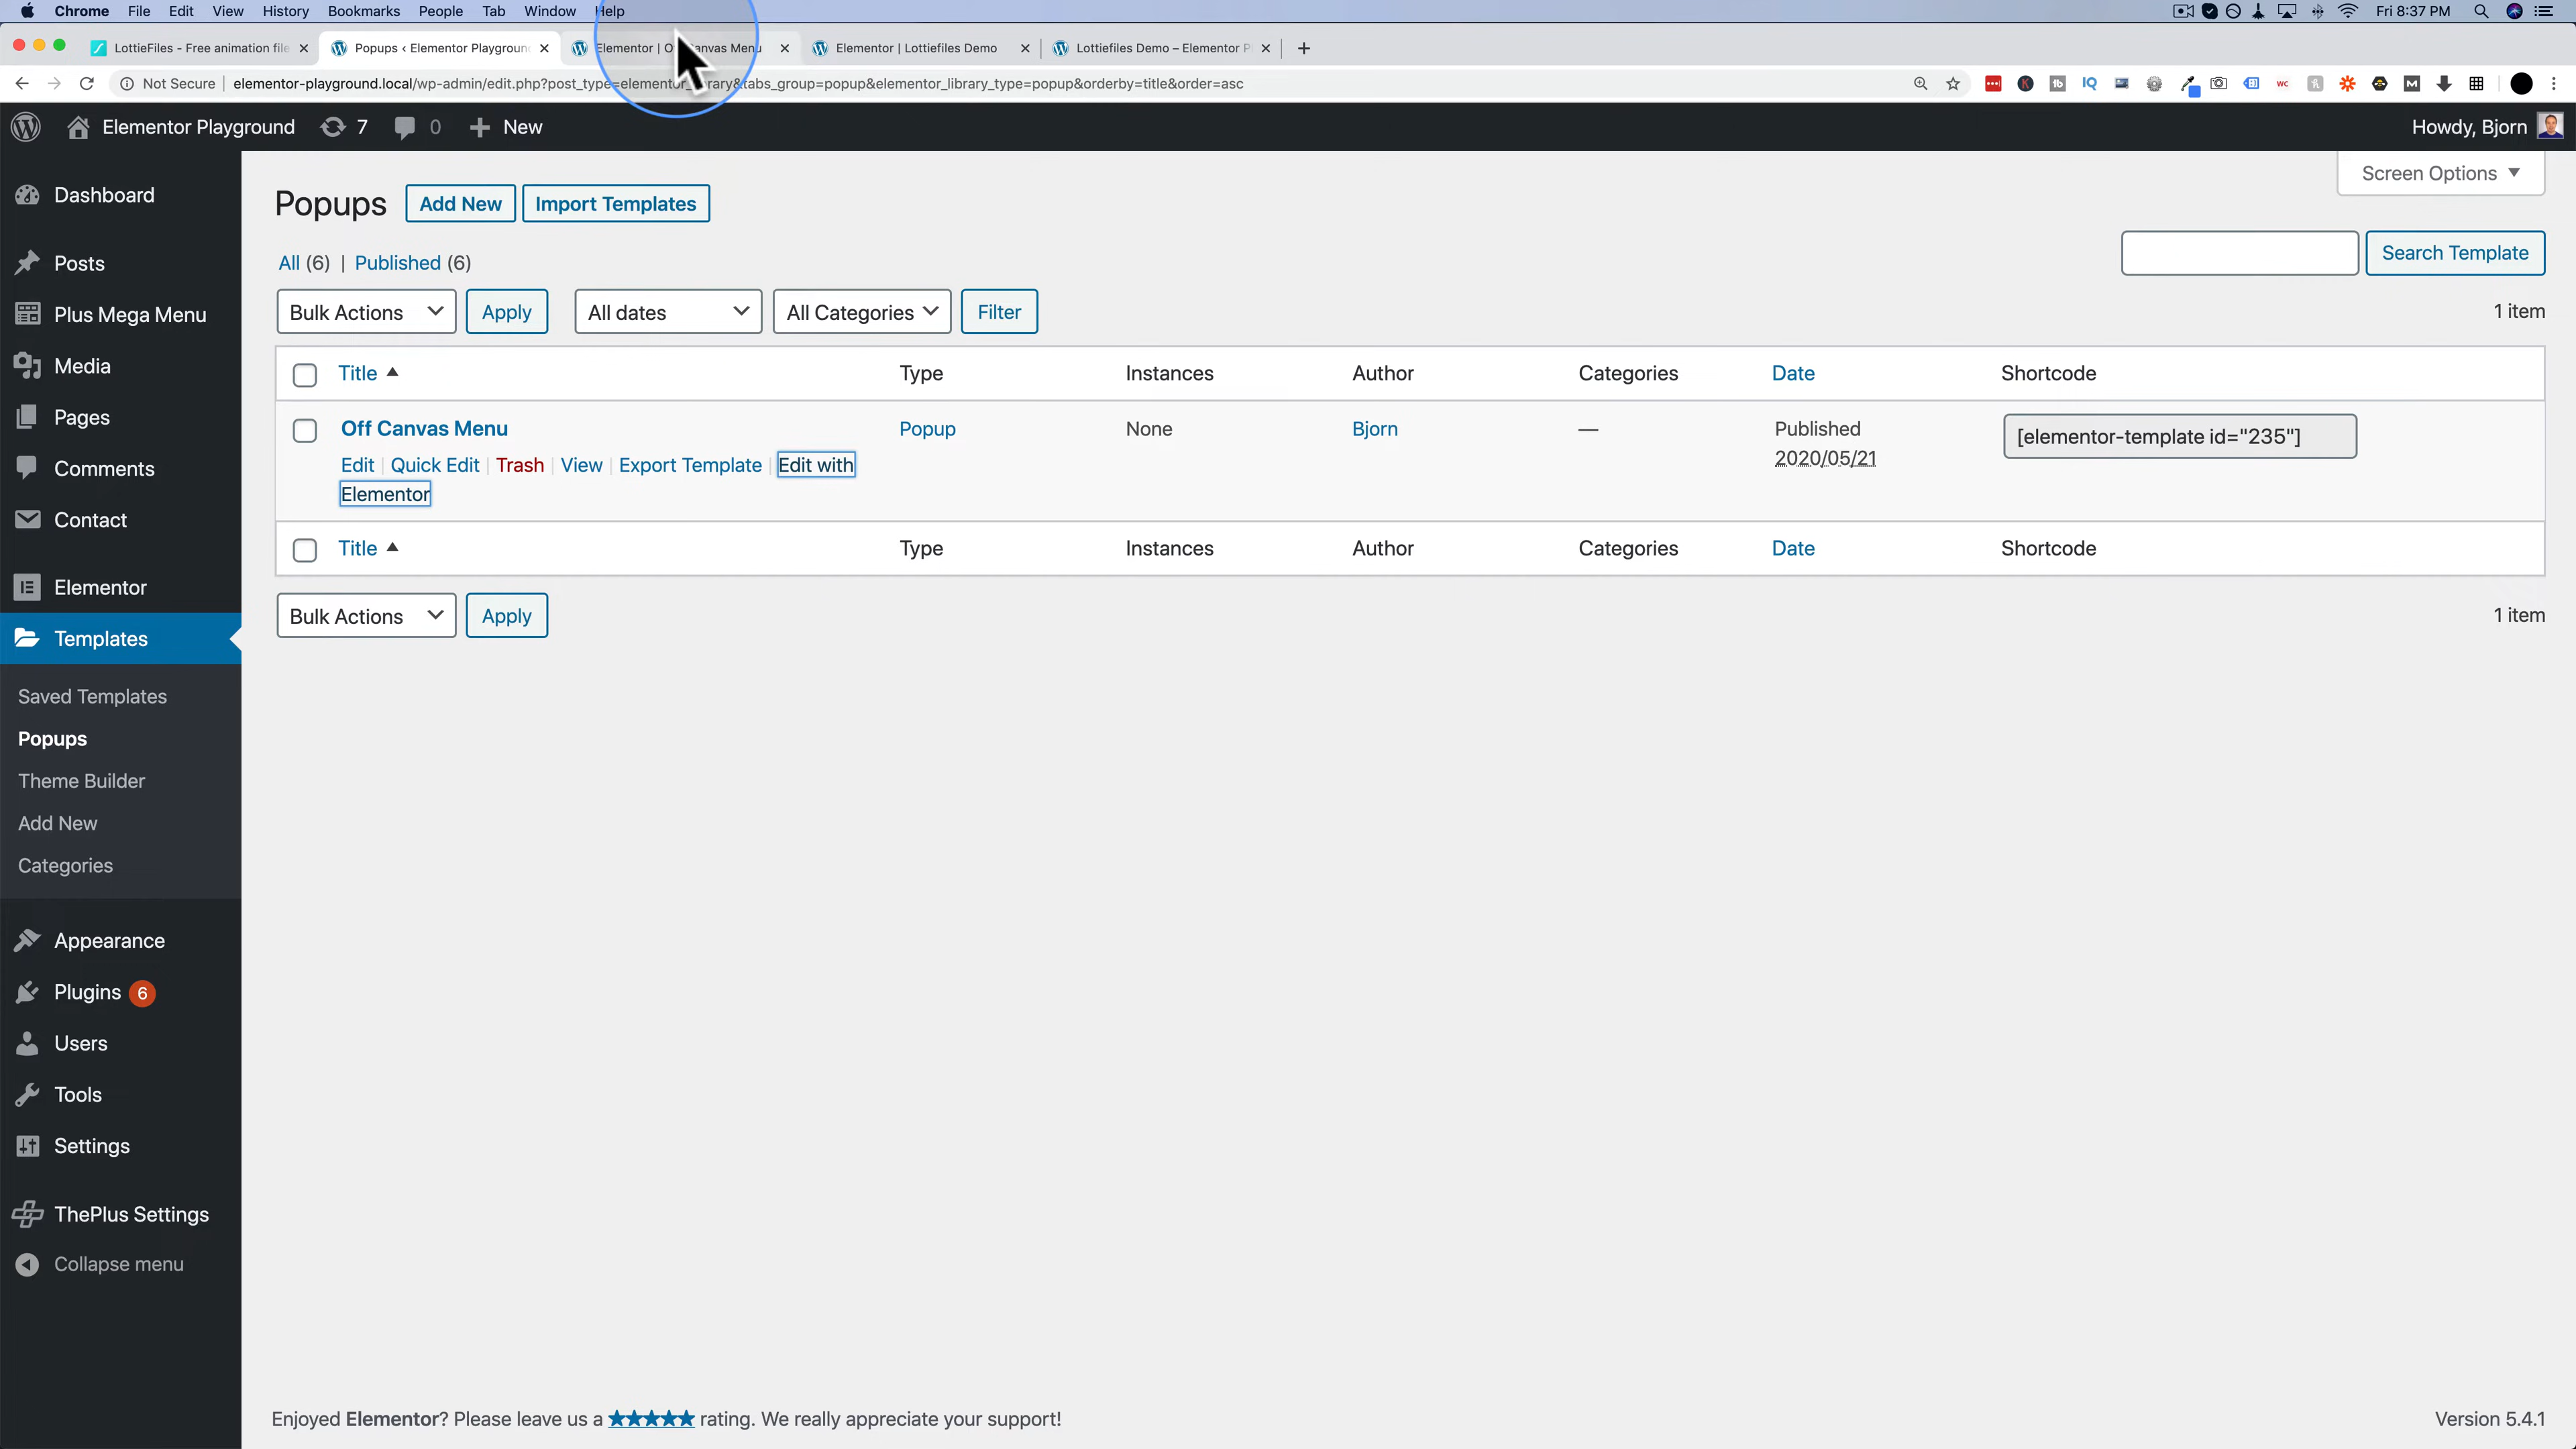 Chrome File Edit View History Bookmarks People Tab Window Help Fri 8:37 PM
LottieFiles - Free animation file Popups ‹ Elementor Playground Elementor | Canvas Menu Elementor | Lottiefiles Demo Lottiefiles Demo – Elementor P
Not Secure elementor-playground.local/wp-admin/edit.php?post_type=elementor_library&tabs_group=popup&elementor_library_type=popup&orderby=title&order=asc
Elementor Playground 7 0 New Howdy, Bjorn
Screen Options
Dashboard
Posts
Plus Mega Menu
Media
Pages
Comments
Contact
Elementor
Templates
Saved Templates
Popups
Theme Builder
Add New
Categories
Appearance
Plugins 6
Users
Tools
Settings
ThePlus Settings
Collapse menu
Popups Add New Import Templates
All (6) | Published (6)
Search Template
Bulk Actions Apply All dates All Categories Filter 1 item
Title Type Instances Author Categories Date Shortcode
Off Canvas Menu Popup None Bjorn — Published [elementor-template id="235"]
2020/05/21
Edit | Quick Edit | Trash | View | Export Template | Edit with
Elementor
Title Type Instances Author Categories Date Shortcode
Bulk Actions Apply 1 item
Enjoyed Elementor? Please leave us a ★★★★★ rating. We really appreciate your support! Version 5.4.1